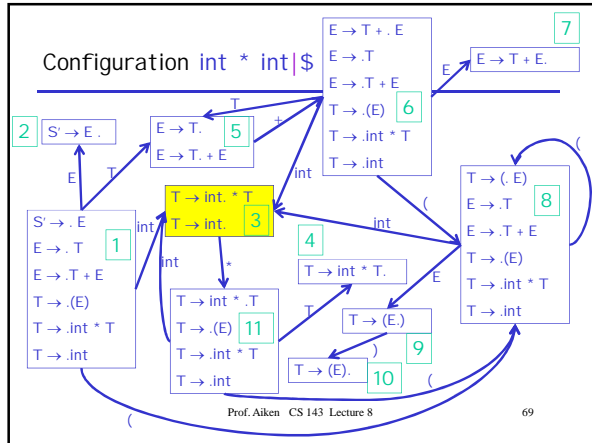 Configuration int * int|$
E → T + . E
E → .T
E → .T + E
T → .(E)
T → .int * T
T → .int
6
7
E → T + E.
E
T
+
int
(
2
S' → E .
E
T
E → T.
E → T. + E
5
T → int. * T
T → int.
3
int
int
*
int
S' → . E
E → . T
E → .T + E
T → .(E)
T → .int * T
T → .int
1
4
T → int * T.
T
T → int * .T
T → .(E)
T → .int * T
T → .int
11
(
T → (. E)
E → .T
E → .T + E
T → .(E)
T → .int * T
T → .int
8
E
T → (E.)
9
)
T → (E).
10
(
(
Prof. Aiken CS 143 Lecture 8
69